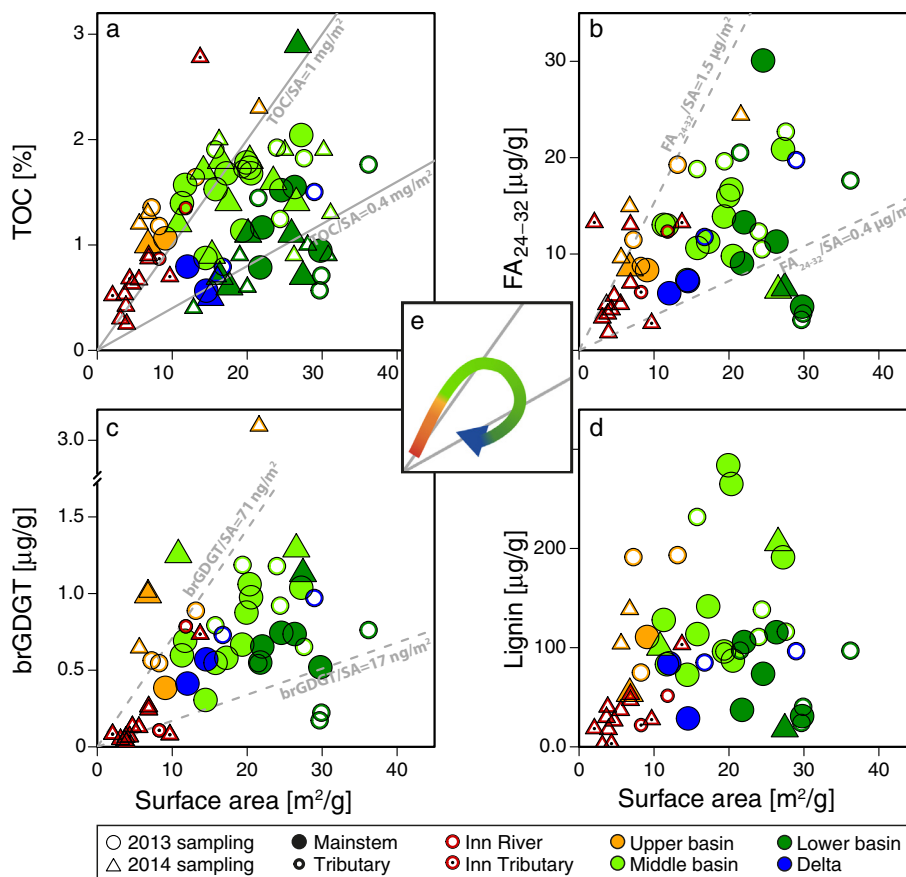 a
3
2
1
0
TOC [%]
0 10 20 30 40
TOC/SA=1 mg/m²
TOC/SA=0.4 mg/m²
b
30
20
10
0
FA₂₄₋₃₂ [µg/g]
0 10 20 30 40
FA₂₄₋₃₂/SA=1.5 µg/m²
FA₂₄₋₃₂/SA=0.4 µg/m
e
c
3.0
1.5
1.0
0.5
0
brGDGT [µg/g]
0 10 20 30 40
Surface area [m²/g]
brGDGT/SA=71 ng/m²
brGDGT/SA=17 ng/m²
d
200
100
0.0
Lignin [µg/g]
0 10 20 30 40
Surface area [m²/g]
2013 sampling Mainstem Inn River Upper basin Lower basin
2014 sampling Tributary Inn Tributary Middle basin Delta